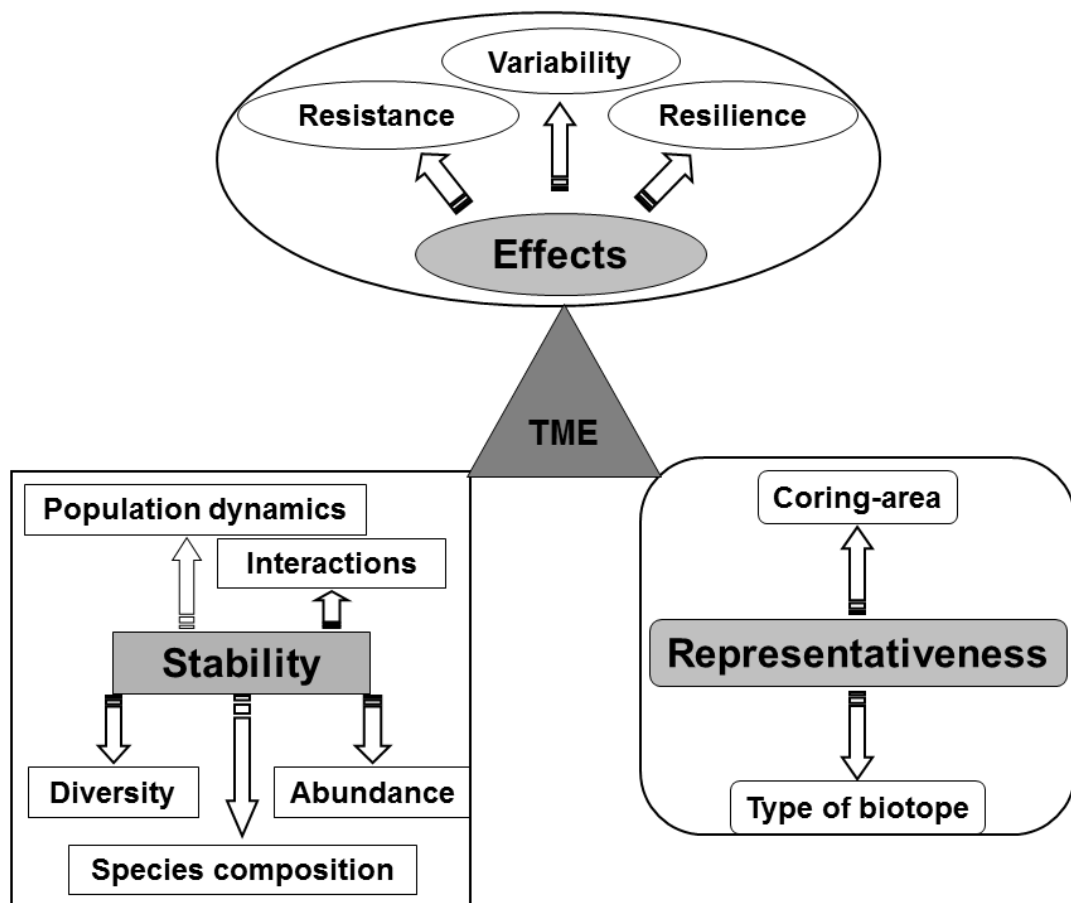 Variability
Resistance
Resilience
Effects
TME
Population dynamics
Interactions
Stability
Diversity
Abundance
Species composition
Coring-area
Representativeness
Type of biotope